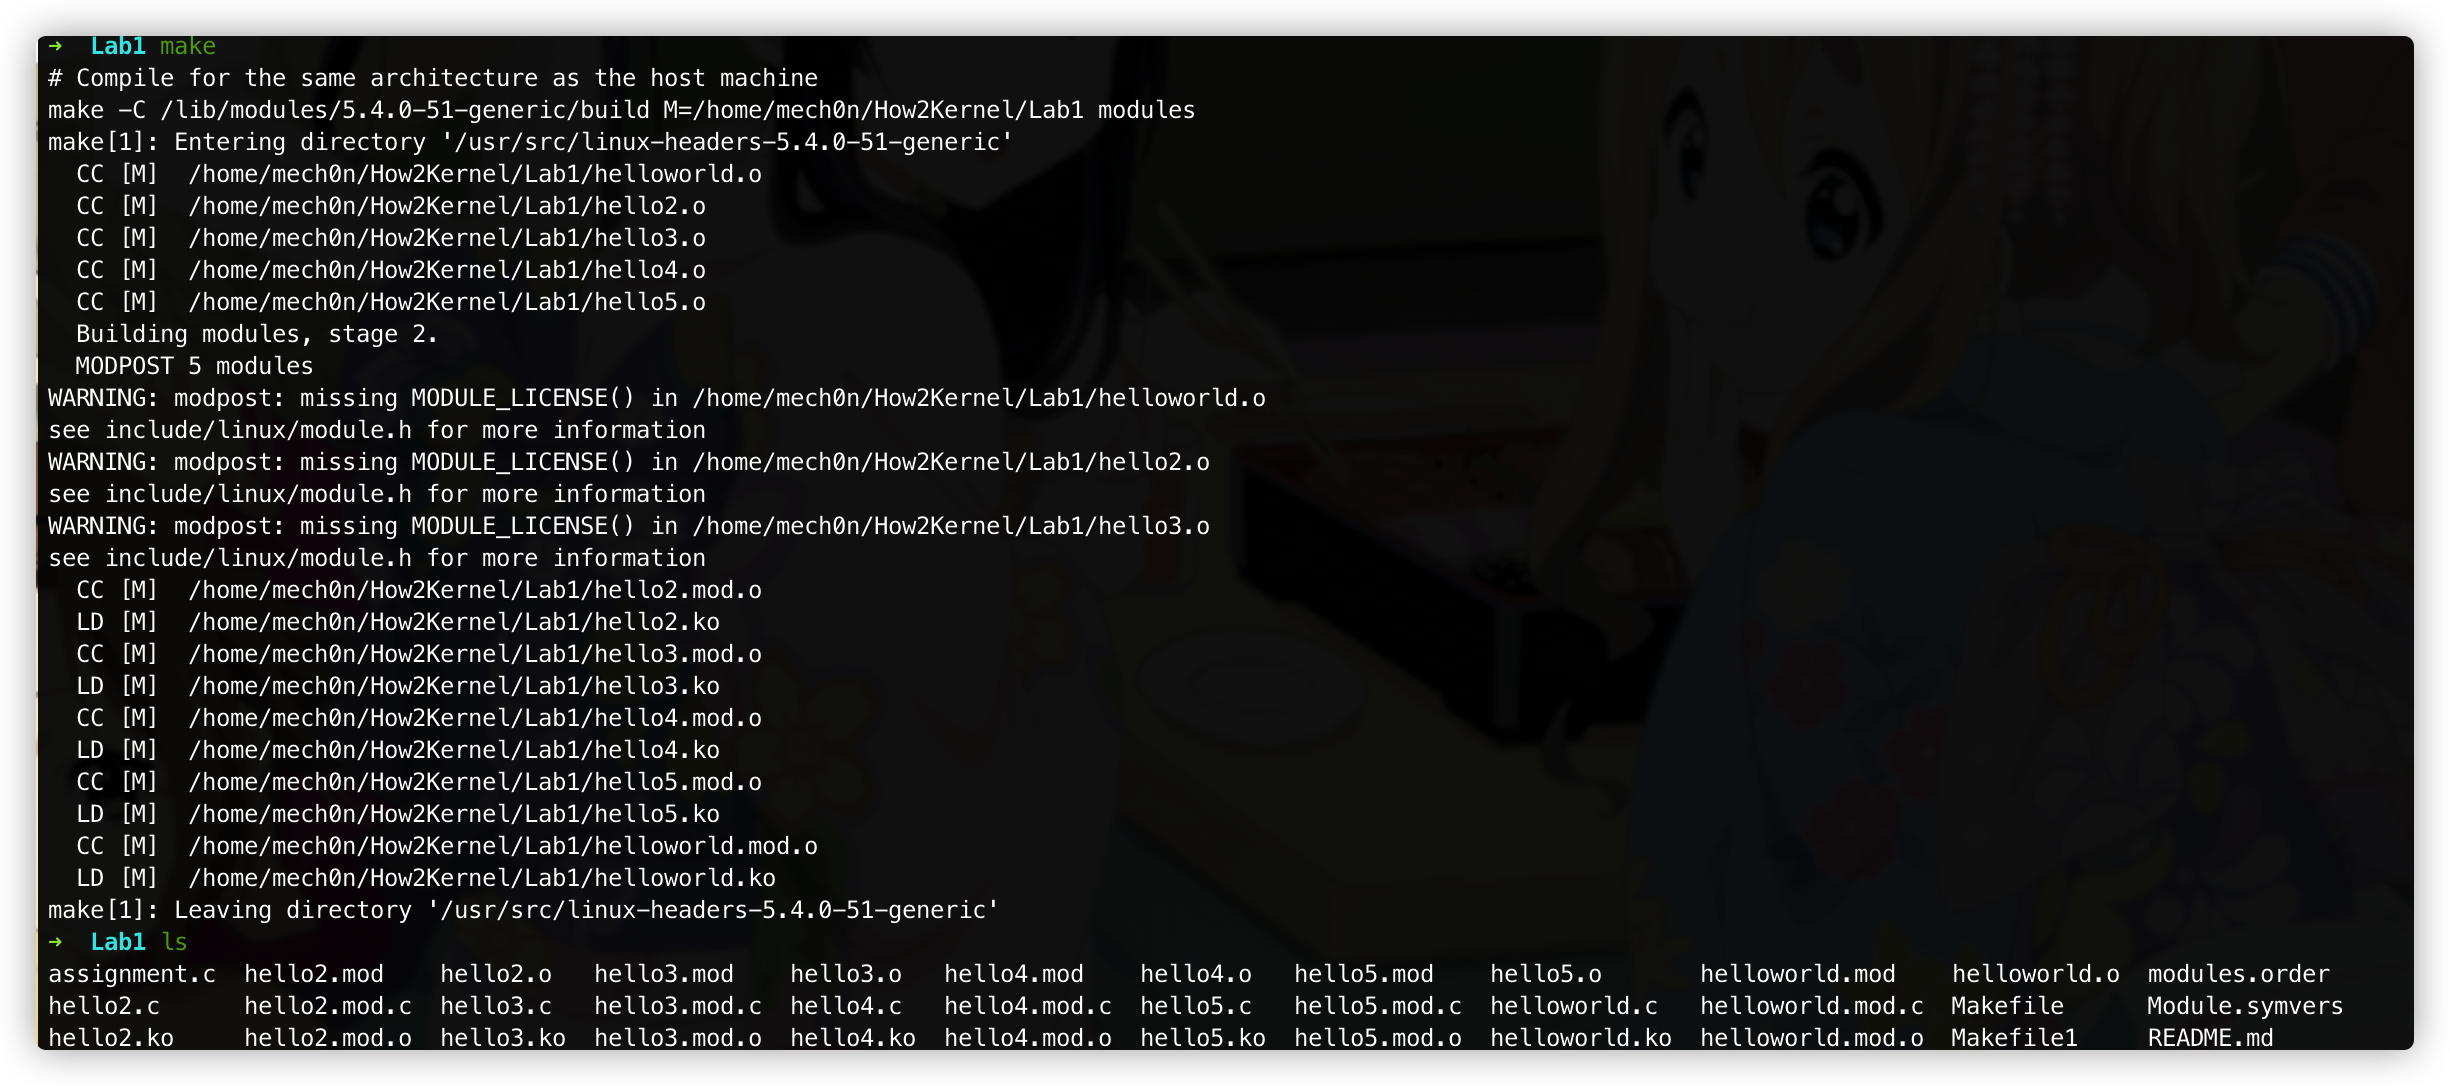 ➜  Lab1 make
# Compile for the same architecture as the host machine
make -C /lib/modules/5.4.0-51-generic/build M=/home/mech0n/How2Kernel/Lab1 modules
make[1]: Entering directory '/usr/src/linux-headers-5.4.0-51-generic'
  CC [M]  /home/mech0n/How2Kernel/Lab1/helloworld.o
  CC [M]  /home/mech0n/How2Kernel/Lab1/hello2.o
  CC [M]  /home/mech0n/How2Kernel/Lab1/hello3.o
  CC [M]  /home/mech0n/How2Kernel/Lab1/hello4.o
  CC [M]  /home/mech0n/How2Kernel/Lab1/hello5.o
  Building modules, stage 2.
  MODPOST 5 modules
WARNING: modpost: missing MODULE_LICENSE() in /home/mech0n/How2Kernel/Lab1/helloworld.o
see include/linux/module.h for more information
WARNING: modpost: missing MODULE_LICENSE() in /home/mech0n/How2Kernel/Lab1/hello2.o
see include/linux/module.h for more information
WARNING: modpost: missing MODULE_LICENSE() in /home/mech0n/How2Kernel/Lab1/hello3.o
see include/linux/module.h for more information
  CC [M]  /home/mech0n/How2Kernel/Lab1/hello2.mod.o
  LD [M]  /home/mech0n/How2Kernel/Lab1/hello2.ko
  CC [M]  /home/mech0n/How2Kernel/Lab1/hello3.mod.o
  LD [M]  /home/mech0n/How2Kernel/Lab1/hello3.ko
  CC [M]  /home/mech0n/How2Kernel/Lab1/hello4.mod.o
  LD [M]  /home/mech0n/How2Kernel/Lab1/hello4.ko
  CC [M]  /home/mech0n/How2Kernel/Lab1/hello5.mod.o
  LD [M]  /home/mech0n/How2Kernel/Lab1/hello5.ko
  CC [M]  /home/mech0n/How2Kernel/Lab1/helloworld.mod.o
  LD [M]  /home/mech0n/How2Kernel/Lab1/helloworld.ko
make[1]: Leaving directory '/usr/src/linux-headers-5.4.0-51-generic'
➜  Lab1 ls
assignment.c  hello2.mod    hello2.o   hello3.mod    hello3.o   hello4.mod    hello4.o   hello5.mod    hello5.o       helloworld.mod    helloworld.o  modules.order
hello2.c      hello2.mod.c  hello3.c   hello3.mod.c  hello4.c   hello4.mod.c  hello5.c   hello5.mod.c  helloworld.c   helloworld.mod.c  Makefile      Module.symvers
hello2.ko     hello2.mod.o  hello3.ko  hello3.mod.o  hello4.ko  hello4.mod.o  hello5.ko  hello5.mod.o  helloworld.ko  helloworld.mod.o  Makefile1     README.md